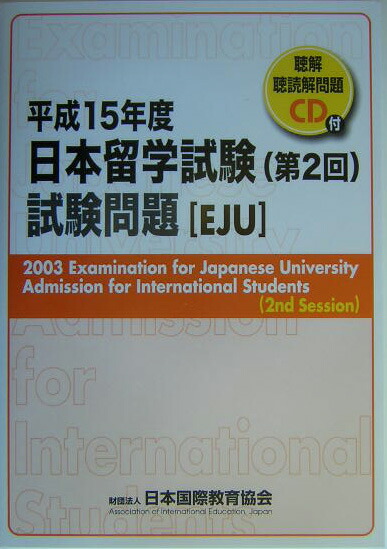 Examination
for
Japanese
University
Admission
for
International
Students
聴解
聴読解問題
CD付
平成15年度
日本留学試験(第2回)
試験問題[EJU]
2003 Examination for Japanese University
Admission for International Students
(2nd Session)
財団法人 日本国際教育協会
Association of International Education, Japan